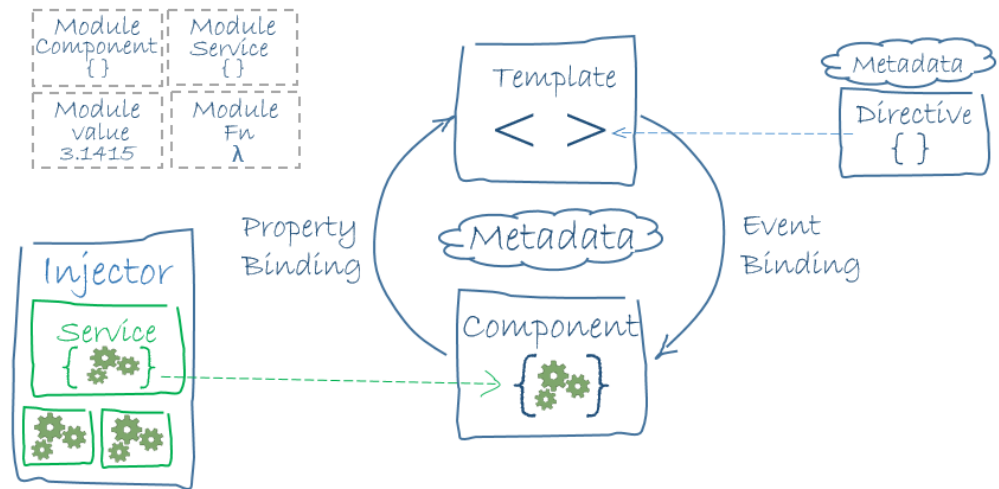 Module
Component
{ }
Module
Service
{ }
Module
value
3.1415
Module
Fn
λ
Template
< >
Metadata
Directive
{ }
Property
Binding
Metadata
Event
Binding
Injector
Service
{ }
Component
{ }